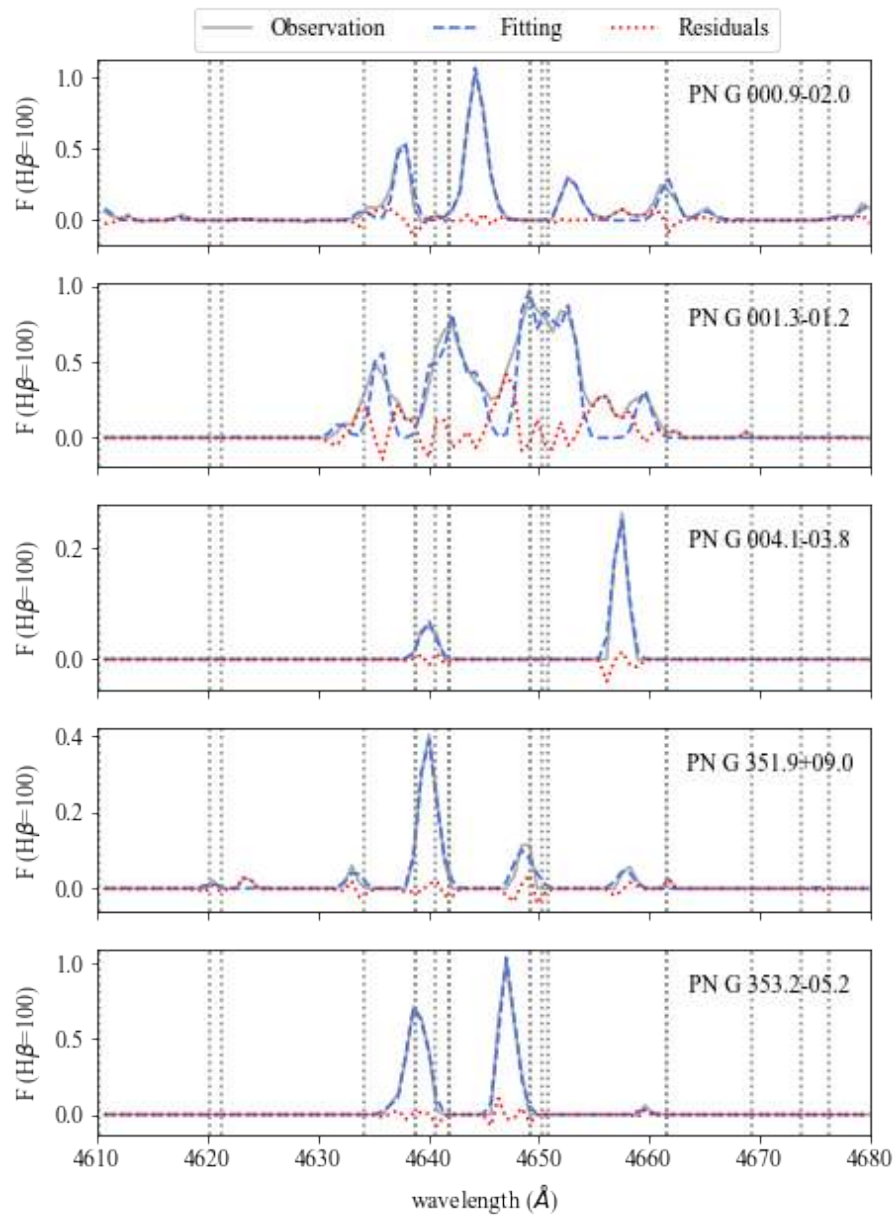 Observation Fitting Residuals
PN G 000.9-02.0
1.0
0.5
0.0
F (Hβ=100)
PN G 001.3-01.2
1.0
0.5
0.0
F (Hβ=100)
PN G 004.1-03.8
0.2
0.0
F (Hβ=100)
PN G 351.9+09.0
0.4
0.2
0.0
F (Hβ=100)
PN G 353.2-05.2
1.0
0.5
0.0
F (Hβ=100)
4610 4620 4630 4640 4650 4660 4670 4680
wavelength (Å)